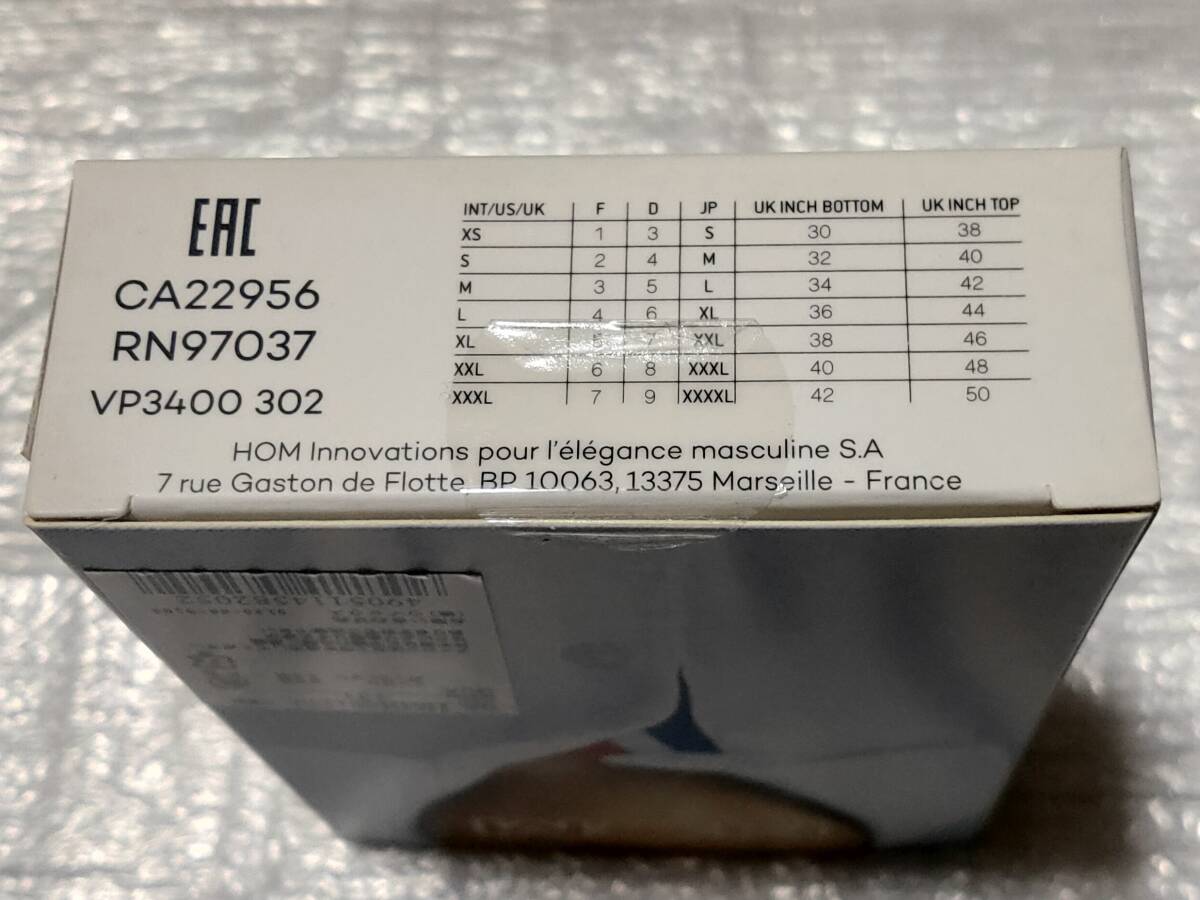 EAC
CA22956
RN97037
VP3400 302
INT/US/UK F D JP UK INCH BOTTOM UK INCH TOP
XS 1 3 S 30 38
S 2 4 M 32 40
M 3 5 L 34 42
L 4 6 XL 36 44
XL 5 7 XXL 38 46
XXL 6 8 XXXL 40 48
XXXL 7 9 XXXXL 42 50
HOM Innovations pour l'élégance masculine S.A
7 rue Gaston de Flotte, BP 10063, 13375 Marseille - France